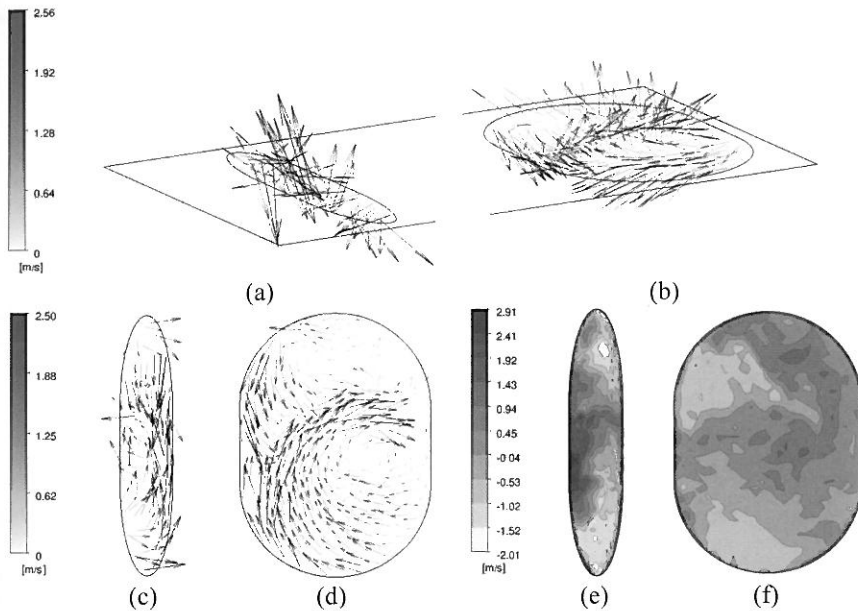 2.56
1.92
1.28
0.64
0
[m/s]
(a)
(b)
2.50
1.88
1.25
0.62
0
[m/s]
(c)
(d)
2.91
2.41
1.92
1.43
0.94
0.45
-0 04
-0.53
-1.02
-1.52
-2.01
[m/s]
(e)
(f)